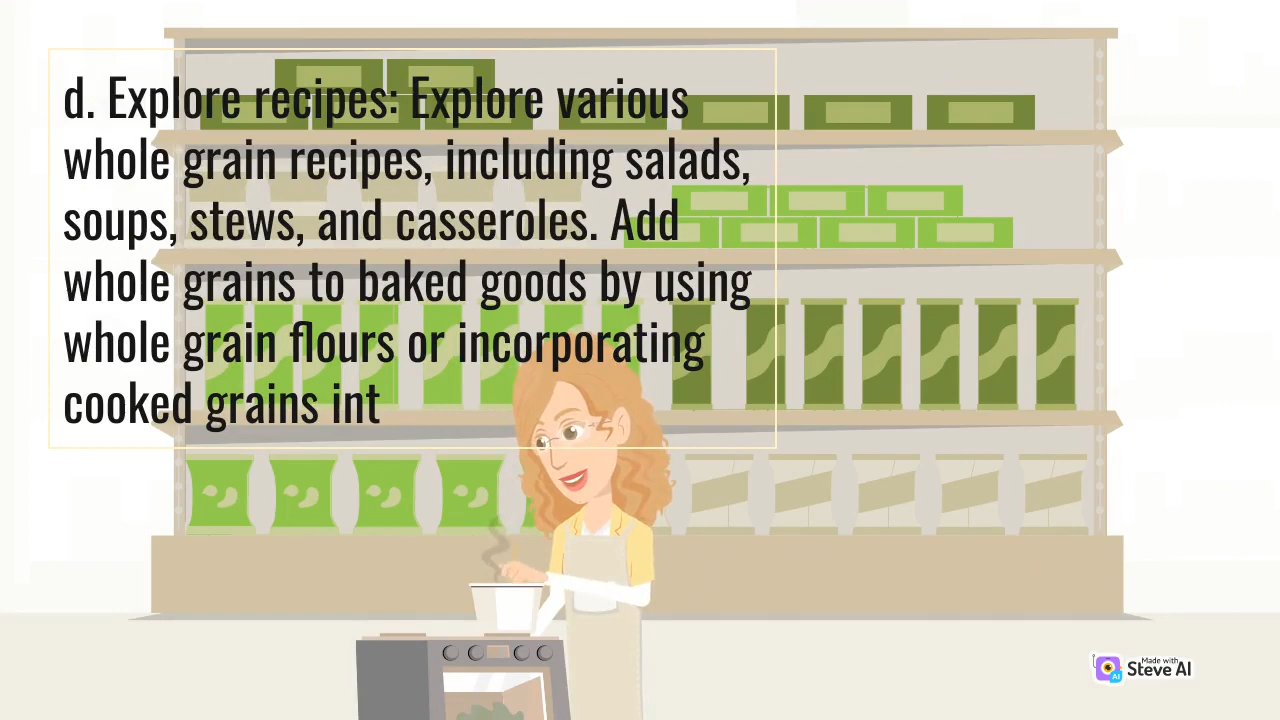 d. Explore recipes: Explore various
whole grain recipes, including salads,
soups, stews, and casseroles. Add
whole grains to baked goods by using
whole grain flours or incorporating
cooked grains int
Made with
Steve AI
AI